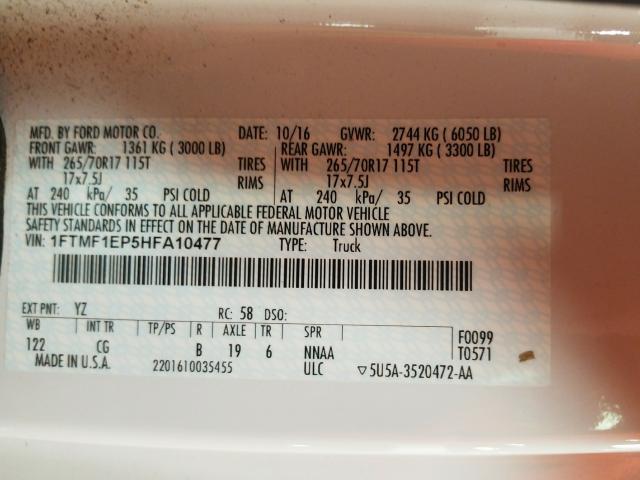 MFD. BY FORD MOTOR CO. DATE: 10/16 GVWR: 2744 KG ( 6050 LB)
FRONT GAWR: 1361 KG ( 3000 LB) REAR GAWR: 1497 KG ( 3300 LB)
WITH 265/70R17 115T TIRES WITH 265/70R17 115T TIRES
17x7.5J RIMS 17x7.5J RIMS
AT 240 kPa/ 35 PSI COLD AT 240 kPa/ 35 PSI COLD
THIS VEHICLE CONFORMS TO ALL APPLICABLE FEDERAL MOTOR VEHICLE
SAFETY STANDARDS IN EFFECT ON THE DATE OF MANUFACTURE SHOWN ABOVE.
VIN: 1FTMF1EP5HFA10477 TYPE: Truck
EXT PNT: YZ RC: 58 DSO:
WB INT TR TP/PS R AXLE TR SPR F0099
122 CG B 19 6 NNAA T0571
MADE IN U.S.A. 2201610035455 ULC ▽5U5A-3520472-AA